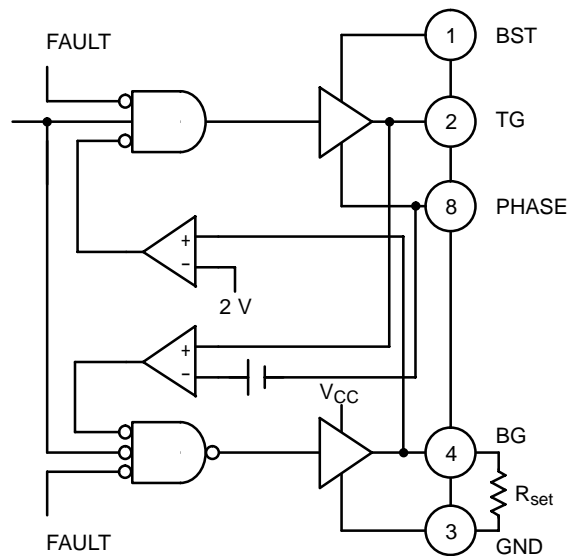 FAULT
1 BST
2 TG
8 PHASE
+
−
2 V
+
−
VCC
BG
4
Rset
3
GND
FAULT